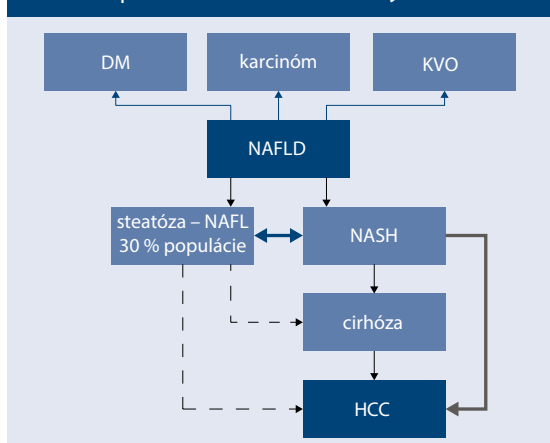 DM
karcinóm
KVO
NAFLD
steatóza – NAFL
30 % populácie
NASH
cirhóza
HCC